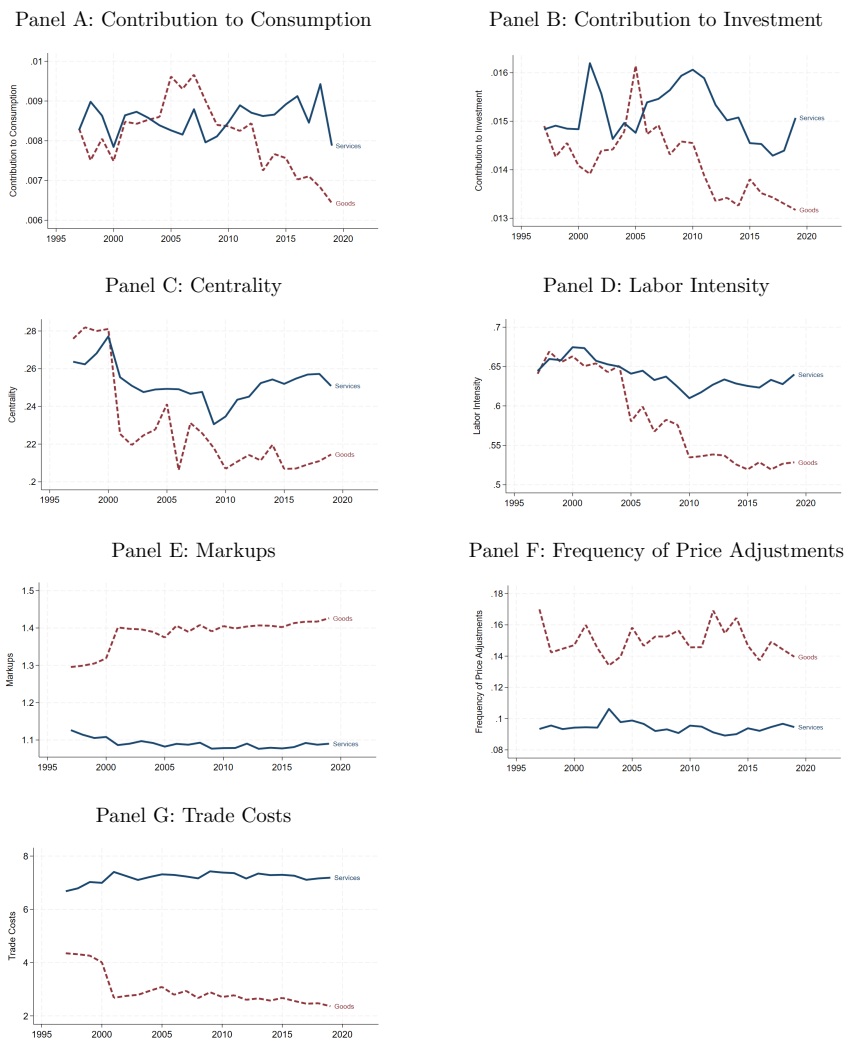 Panel A: Contribution to Consumption
Contribution to Consumption
.01
.009
.008
.007
.006
1995
2000
2005
2010
2015
2020
Services
Goods
Panel B: Contribution to Investment
Contribution to Investment
.016
.015
.014
.013
1995
2000
2005
2010
2015
2020
Services
Goods
Panel C: Centrality
Centrality
.28
.26
.24
.22
.2
1995
2000
2005
2010
2015
2020
Services
Goods
Panel D: Labor Intensity
Labor Intensity
.7
.65
.6
.55
.5
1995
2000
2005
2010
2015
2020
Services
Goods
Panel E: Markups
Markups
1.5
1.4
1.3
1.2
1.1
1995
2000
2005
2010
2015
2020
Goods
Services
Panel F: Frequency of Price Adjustments
Frequency of Price Adjustments
.18
.16
.14
.12
.1
.08
1995
2000
2005
2010
2015
2020
Goods
Services
Panel G: Trade Costs
Trade Costs
8
6
4
2
1995
2000
2005
2010
2015
2020
Services
Goods